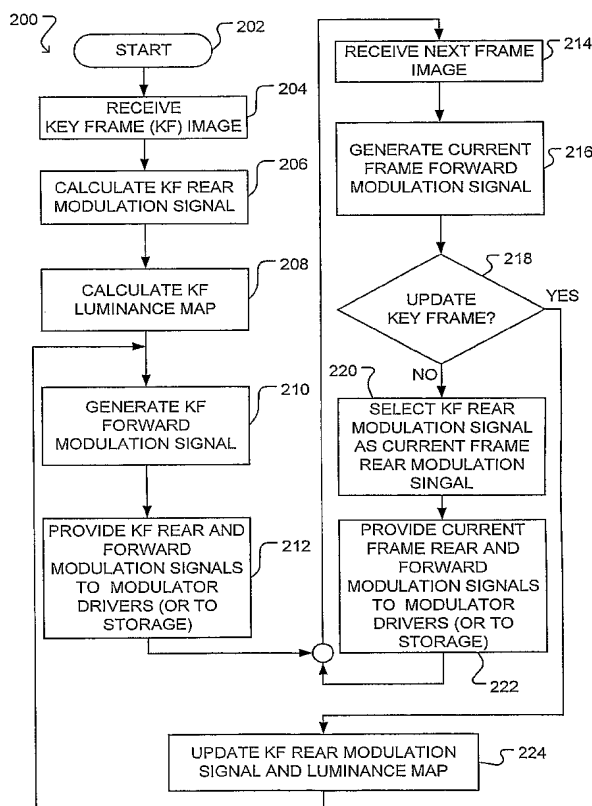 200
START
202
RECEIVE
KEY FRAME (KF) IMAGE
204
206
CALCULATE KF REAR
MODULATION SIGNAL
208
CALCULATE KF
LUMINANCE MAP
210
GENERATE KF
FORWARD
MODULATION SIGNAL
PROVIDE KF REAR AND
FORWARD
MODULATION SIGNALS
TO MODULATOR
DRIVERS (OR TO
STORAGE)
212
RECEIVE NEXT FRAME
IMAGE
214
GENERATE CURRENT
FRAME FORWARD
MODULATION SIGNAL
216
218
UPDATE
KEY FRAME?
YES
NO
220
SELECT KF REAR
MODULATION SIGNAL
AS CURRENT FRAME
REAR MODULATION
SINGAL
PROVIDE CURRENT
FRAME REAR AND
FORWARD
MODULATION SIGNALS
TO MODULATOR
DRIVERS (OR TO
STORAGE)
222
UPDATE KF REAR MODULATION
SIGNAL AND LUMINANCE MAP
224